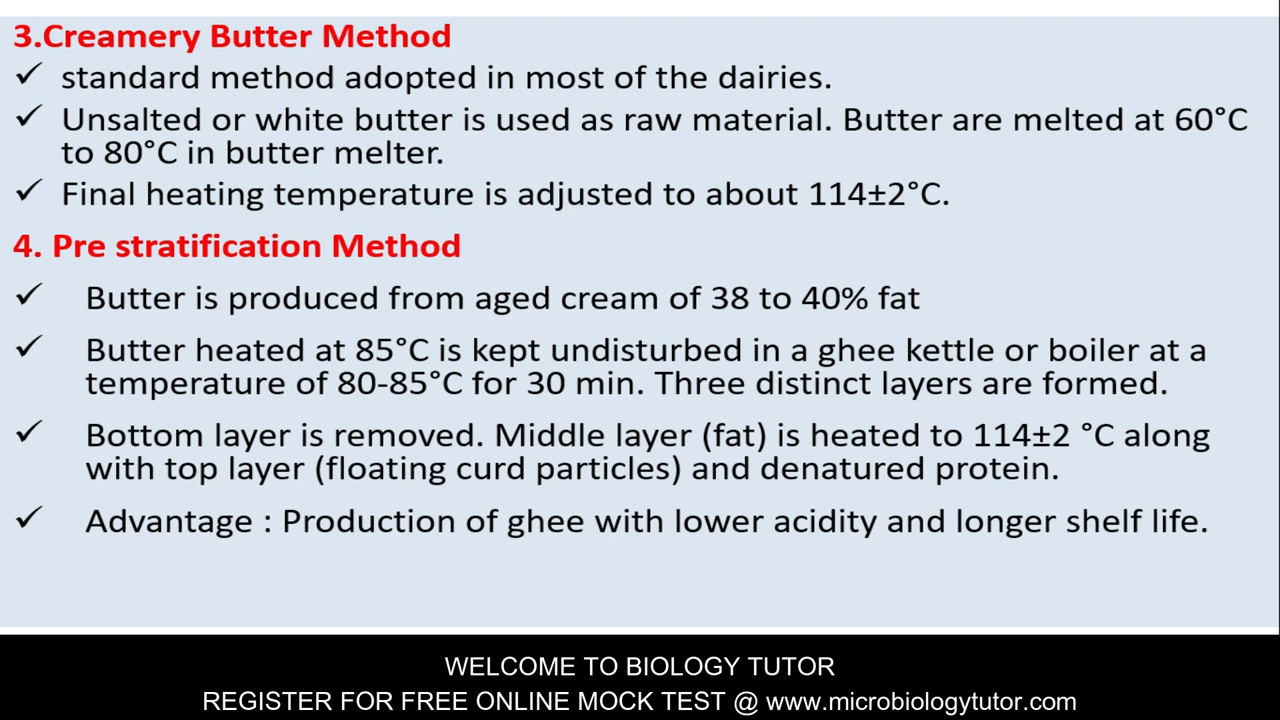 3.Creamery Butter Method
✓ standard method adopted in most of the dairies.
✓ Unsalted or white butter is used as raw material. Butter are melted at 60°C
to 80°C in butter melter.
✓ Final heating temperature is adjusted to about 114±2°C.
4. Pre stratification Method
✓ Butter is produced from aged cream of 38 to 40% fat
✓ Butter heated at 85°C is kept undisturbed in a ghee kettle or boiler at a
temperature of 80-85°C for 30 min. Three distinct layers are formed.
✓ Bottom layer is removed. Middle layer (fat) is heated to 114±2 °C along
with top layer (floating curd particles) and denatured protein.
✓ Advantage : Production of ghee with lower acidity and longer shelf life.
WELCOME TO BIOLOGY TUTOR
REGISTER FOR FREE ONLINE MOCK TEST @ www.microbiologytutor.com